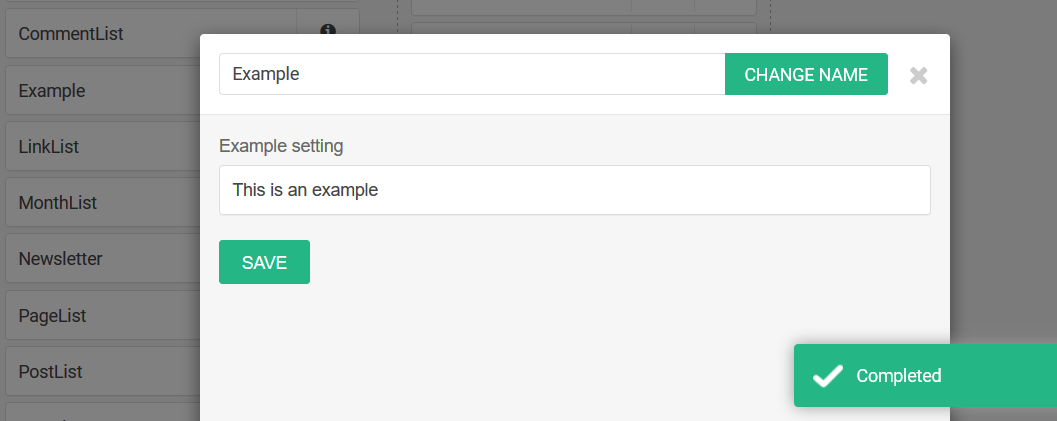 CommentList
Example
LinkList
MonthList
Newsletter
PageList
PostList
Example
CHANGE NAME
Example setting
This is an example
SAVE
Completed